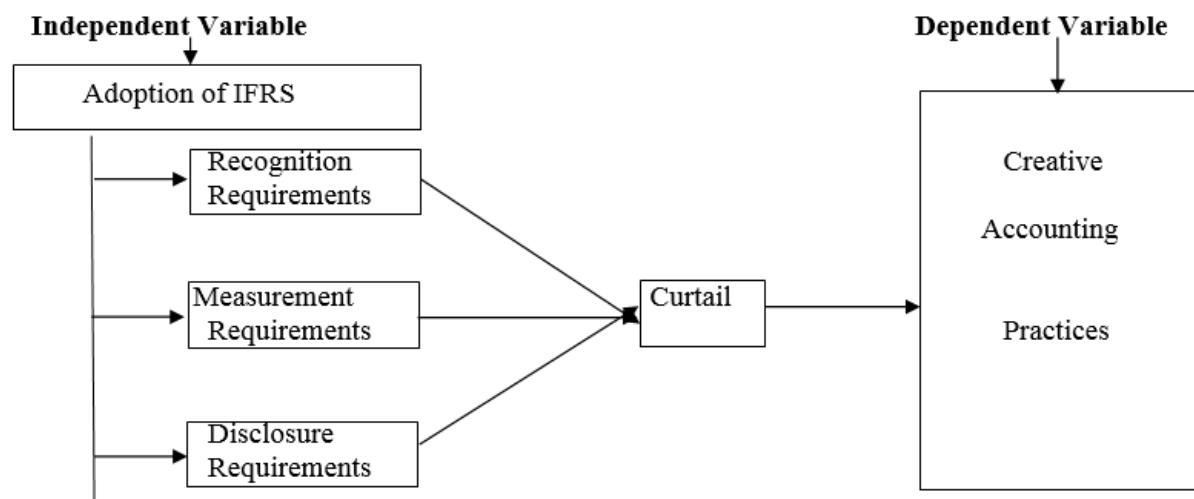 Independent Variable
Adoption of IFRS
Recognition
Requirements
Measurement
Requirements
Disclosure
Requirements
Curtail
Dependent Variable
Creative
Accounting
Practices